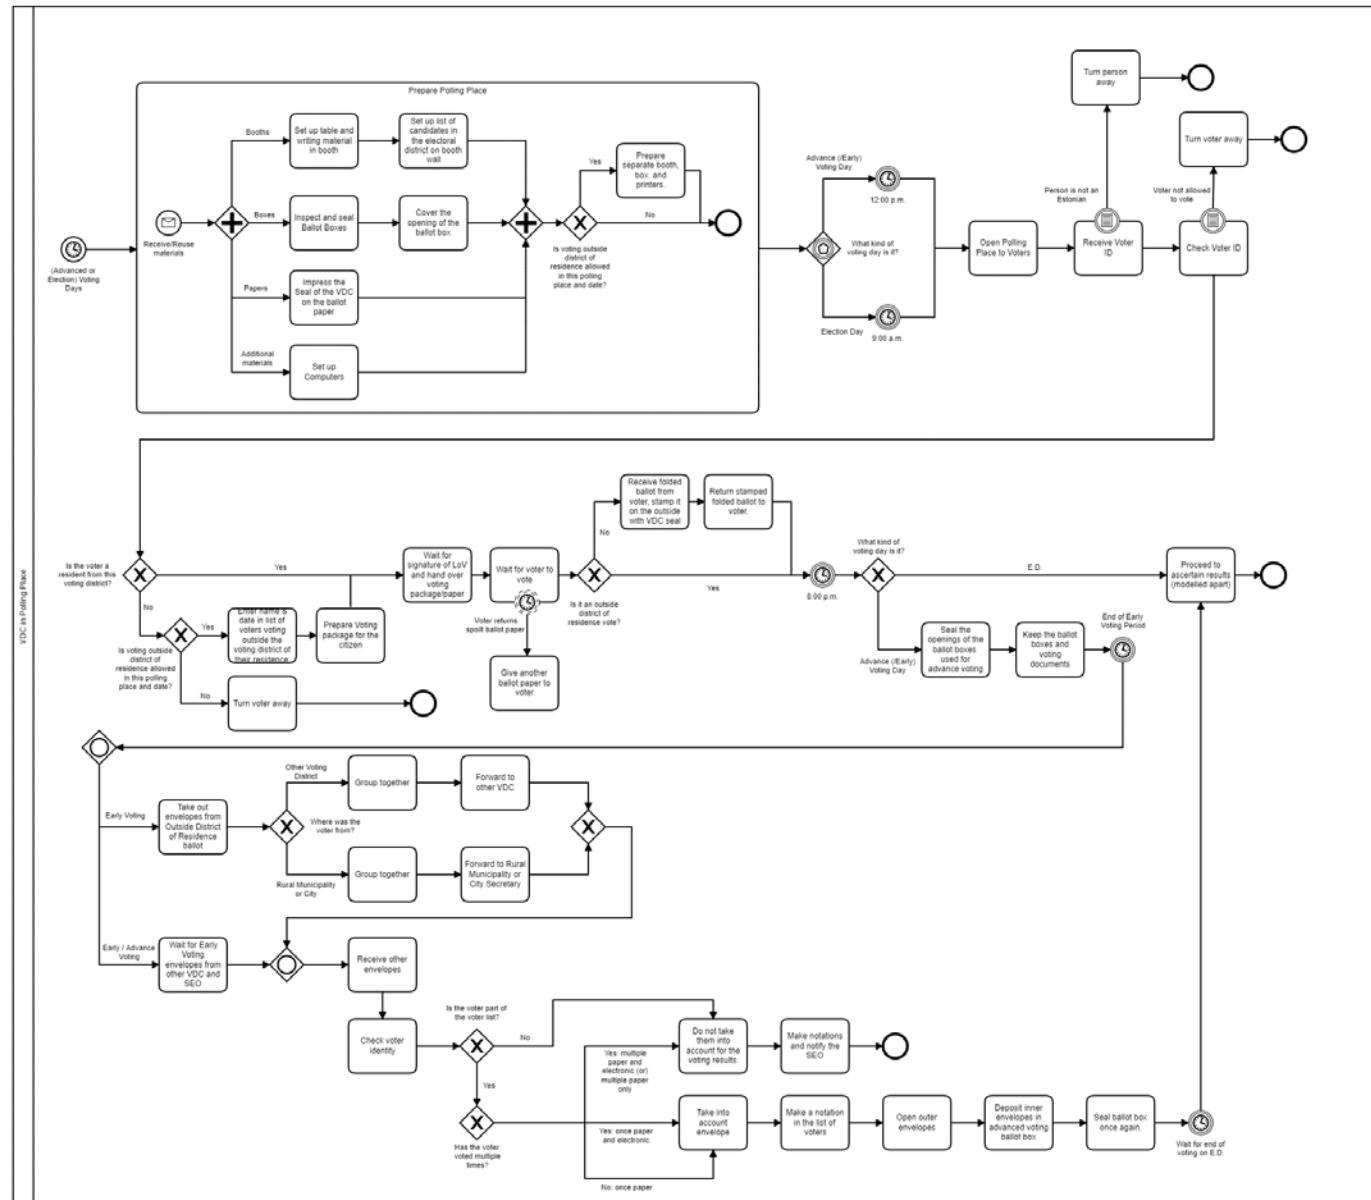 VDC in Polling Place
Prepare Polling Place
Booths
Set up table and
writing material
in booth
Set up list of
candidates in
the electoral
district on booth
wall
Boxes
Inspect and seal
Ballot Boxes
Cover the
opening of the
ballot box
Receive/Reuse
materials
(Advanced or
Election) Voting
Days
Papers
Impress the
Seal of the VDC
on the ballot
paper
Additional
materials
Set up
Computers
Yes
Prepare
separate booth,
box, and
printers.
No
Is voting outside
district of
residence allowed
in this polling
place and date?
Advance (/Early)
Voting Day
12:00 p.m.
What kind of
voting day is it?
Election Day
9:00 a.m.
Open Polling
Place to Voters
Turn person
away
Person is not an
Estonian
Receive Voter
ID
Turn voter away
Voter not allowed
to vote
Check Voter ID
Is the voter a
resident from this
voting district?
Yes
No
Is voting outside
district of
residence allowed
in this polling
place and date?
Yes
Enter name &
date in list of
voters voting
outside the
voting district of
their residence
Prepare Voting
package for the
citizen
No
Turn voter away
Wait for
signature of LoV
and hand over
voting
package/paper
Wait for voter to
vote
Voter returns
spoilt ballot paper
Give another
ballot paper to
voter
Is it an outside
district of
residence vote?
No
Receive folded
ballot from
voter, stamp it
on the outside
with VDC seal
Return stamped
folded ballot to
voter.
Yes
8:00 p.m.
What kind of
voting day is it?
E.D.
Proceed to
ascertain results
(modelled apart)
Advance (/Early)
Voting Day
Seal the
openings of the
ballot boxes
used for
advance voting
Keep the ballot
boxes and
voting
documents
End of Early
Voting Period
Early Voting
Take out
envelopes from
Outside District
of Residence
ballot
Other Voting
District
Where was the
voter from?
Rural Municipality
or City
Group together
Forward to
other VDC
Group together
Forward to Rural
Municipality or
City Secretary
Early / Advance
Voting
Wait for Early
Voting
envelopes from
other VDC and
SEO
Receive other
envelopes
Check voter
identity
Is the voter part of
the voter list?
No
Yes
Has the voter
voted multiple
times?
Yes: multiple
paper and
electronic (or)
multiple paper
only
Do not take
them into
account for the
voting results.
Make notations
and notify the
SEO
Yes: once paper
and electronic
No: once paper
Take into
account
envelope
Make a notation
in the list of
voters
Open outer
envelopes
Deposit inner
envelopes in
advanced voting
ballot box
Seal ballot box
once again.
Wait for end of
voting on E.D.